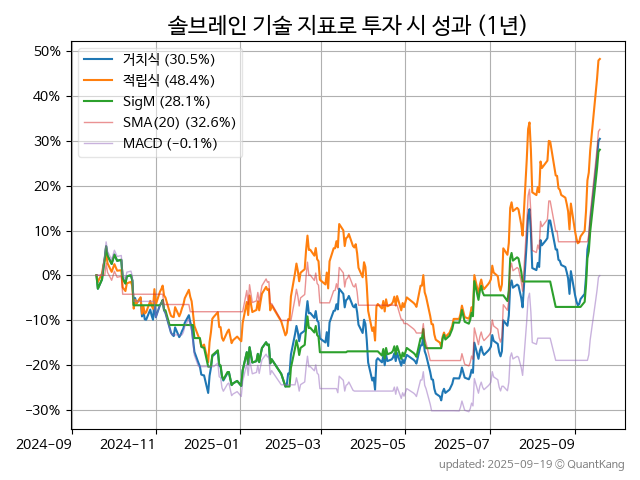 솔브레인 기술 지표로 투자 시 성과 (1년)
50%
40%
30%
20%
10%
0%
−10%
−20%
−30%
거치식 (30.5%)
적립식 (48.4%)
SigM (28.1%)
SMA(20) (32.6%)
MACD (−0.1%)
2024-09
2024-11
2025-01
2025-03
2025-05
2025-07
2025-09
updated: 2025-09-19 © QuantKang